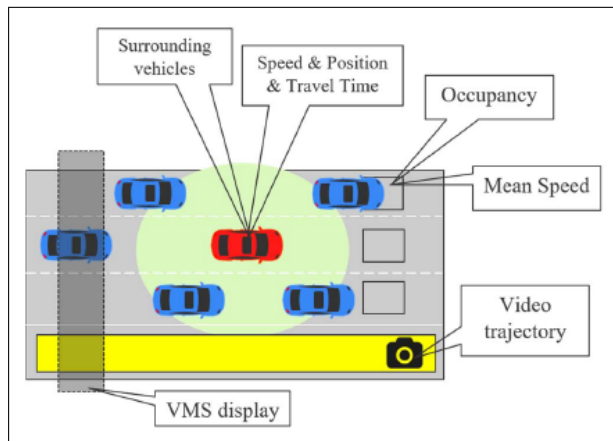 Surrounding
vehicles
Speed & Position
& Travel Time
Occupancy
Mean Speed
Video
trajectory
VMS display